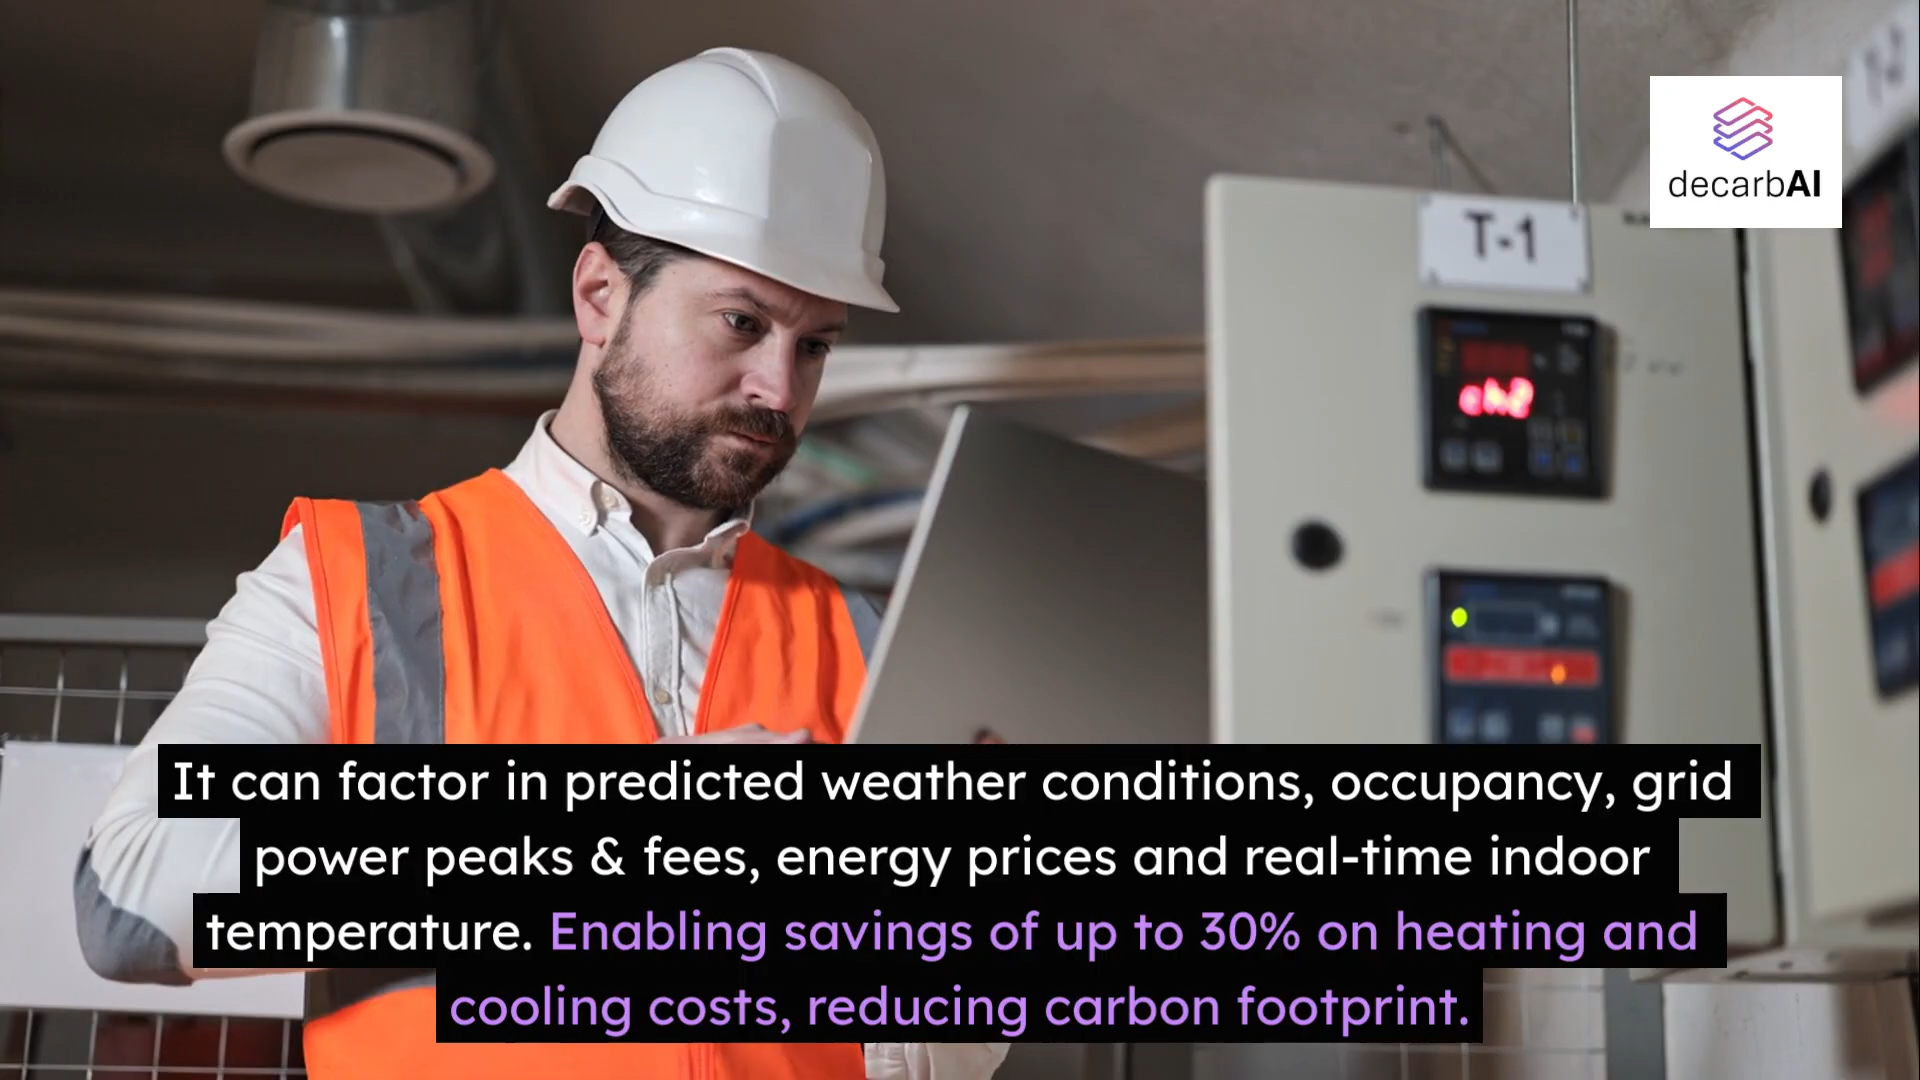 decarbAI
T-1
It can factor in predicted weather conditions, occupancy, grid
power peaks & fees, energy prices and real-time indoor
temperature. Enabling savings of up to 30% on heating and
cooling costs, reducing carbon footprint.